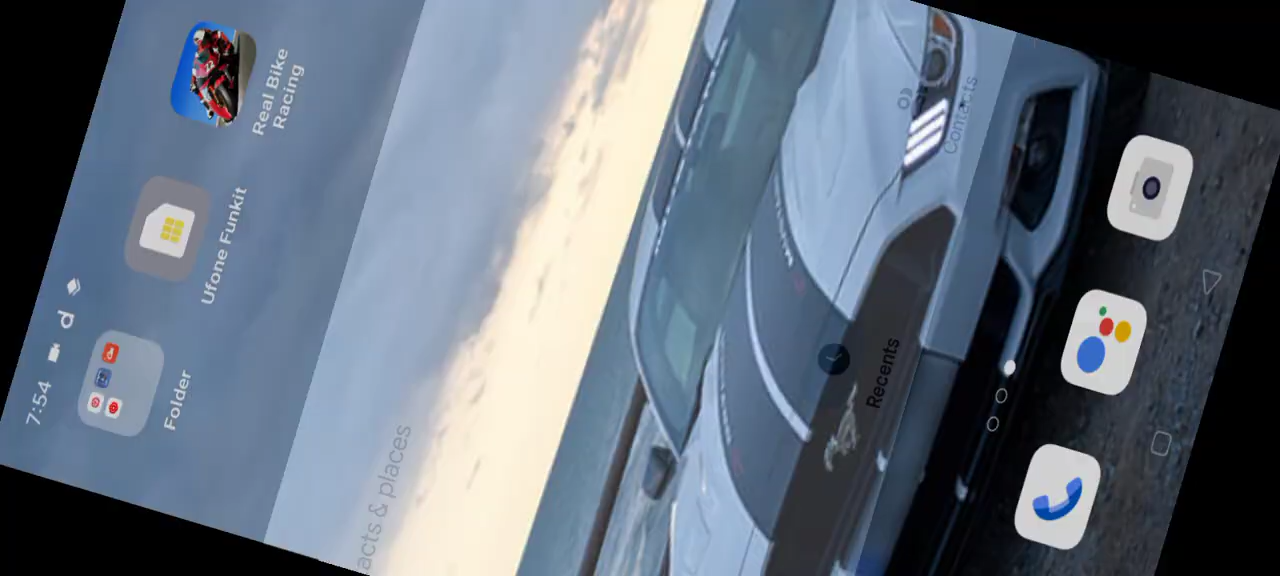 7:54
Folder
Ufone Funkit
Real Bike
Racing
acts & places
Recents
Contacts